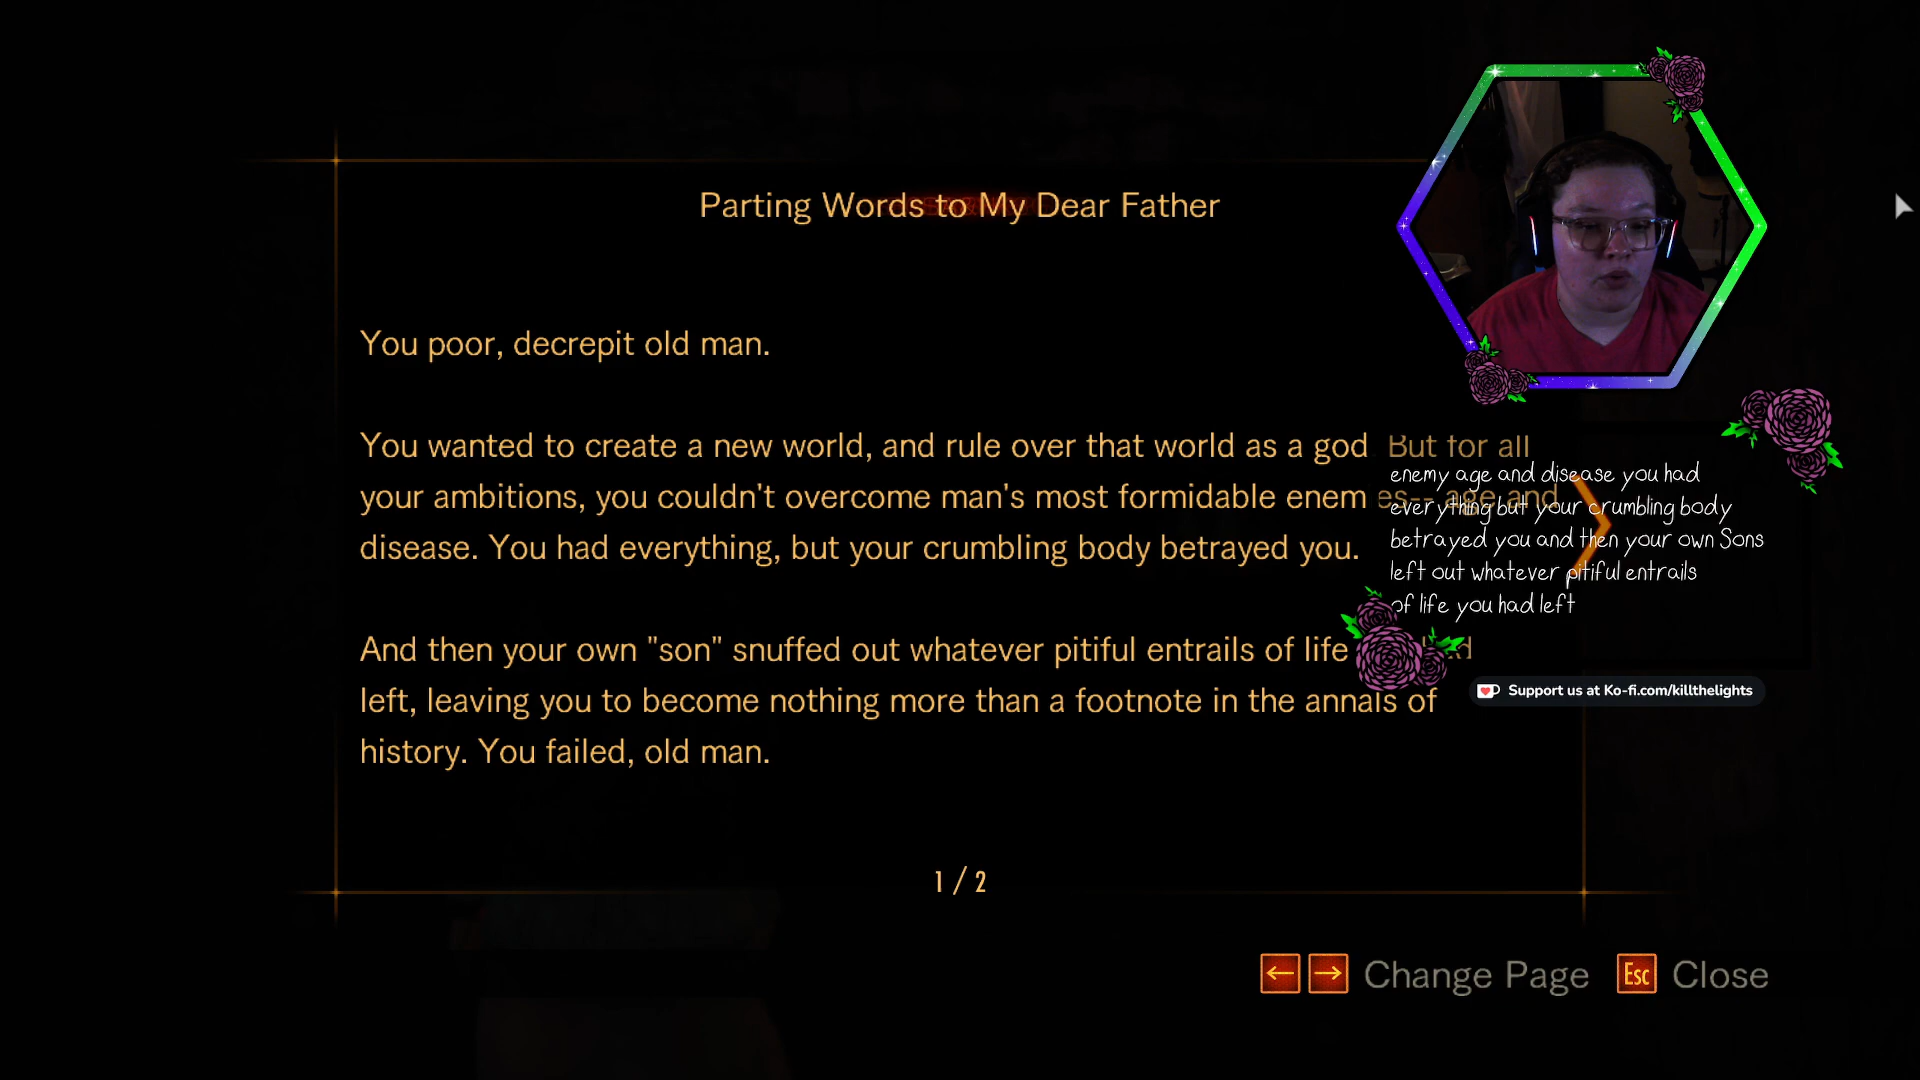 Parting Words to My Dear Father
You poor, decrepit old man.
You wanted to create a new world, and rule over that world as a god But for all
your ambitions, you couldn't overcome man's most formidable enem es-- age and
disease. You had everything, but your crumbling body betrayed you.
And then your own "son" snuffed out whatever pitiful entrails of life
left, leaving you to become nothing more than a footnote in the annals of
history. You failed, old man.
enemy age and disease you had
everything but your crumbling body
betrayed you and then your own Sons
left out whatever pitiful entrails
of life you had left
Support us at Ko-fi.com/killthelights
1 / 2
← → Change Page Esc Close